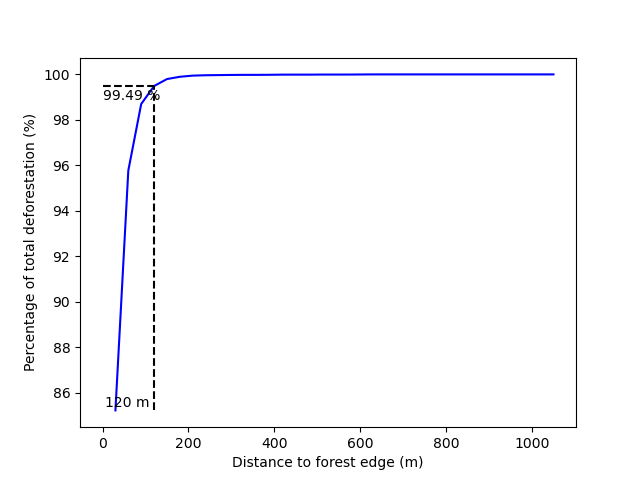 100
98
96
94
92
90
88
86
Percentage of total deforestation (%)
99.49 %
120 m
0 200 400 600 800 1000
Distance to forest edge (m)